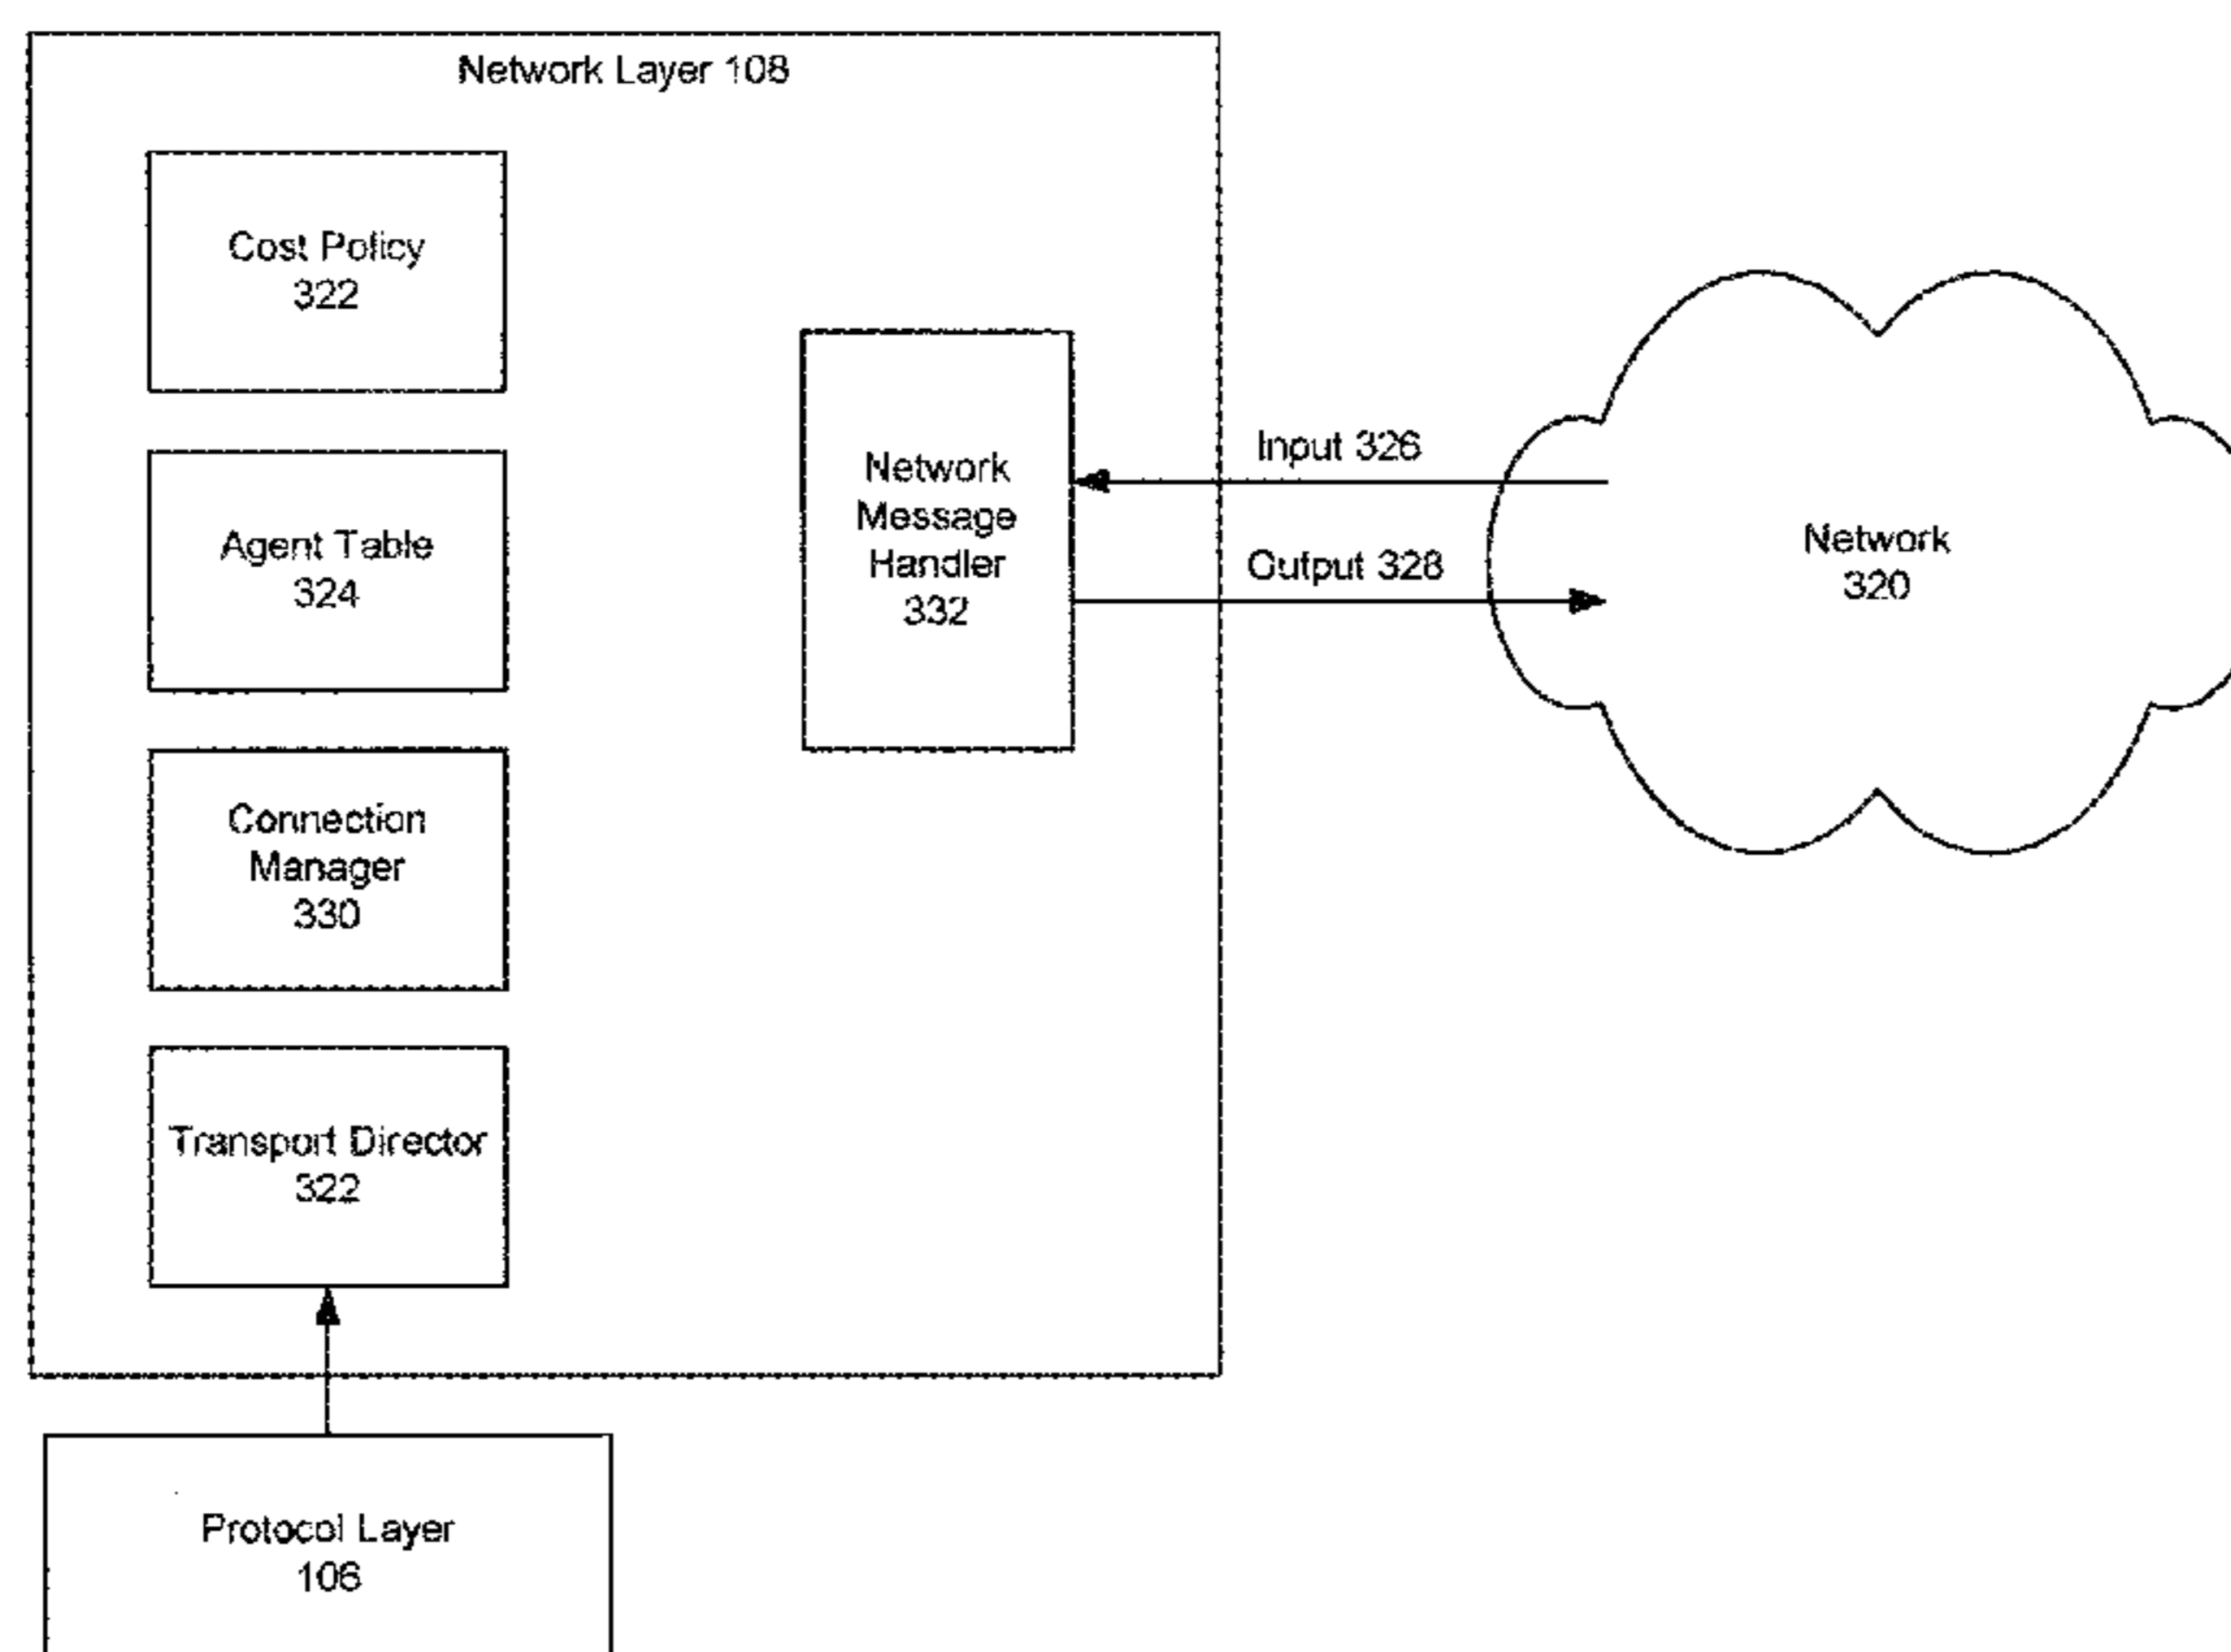 Network Layer 108
Cost Policy
322
Agent Table
324
Connection
Manager
330
Transport Director
322
Network
Message
Handler
332
Input 326
Output 328
Network
320
Protocol Layer
106